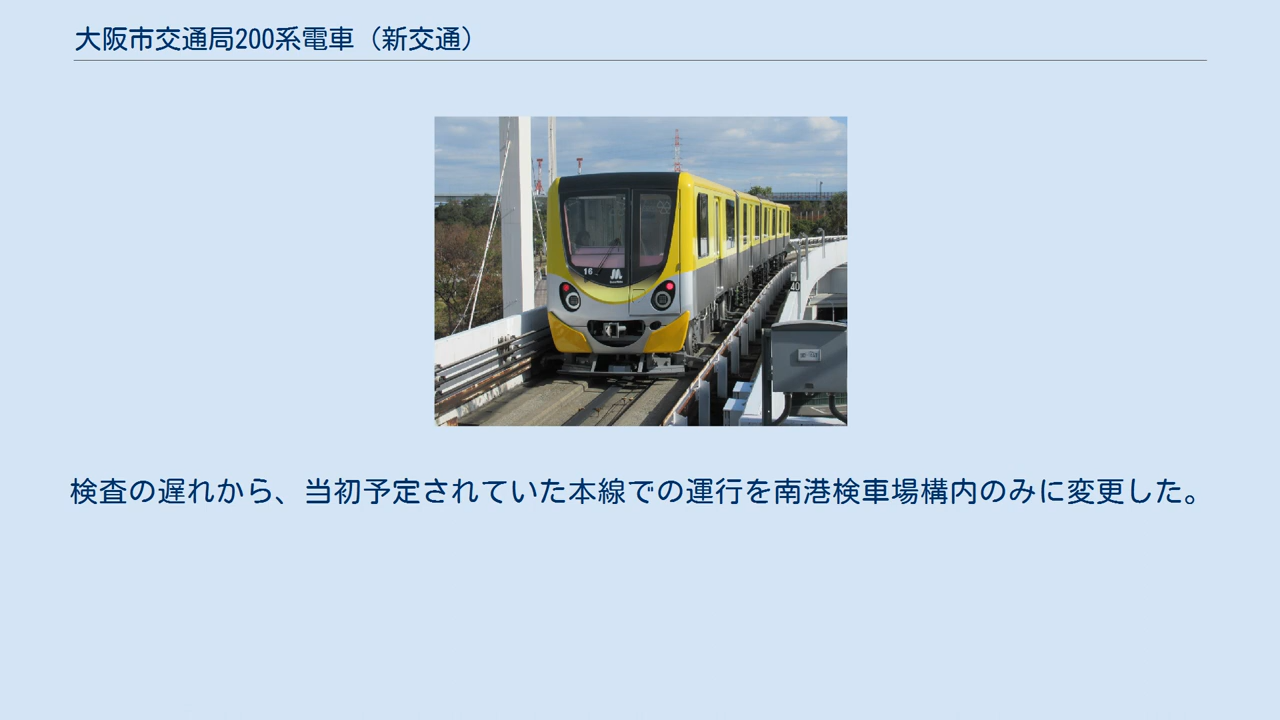 大阪市交通局200系電車（新交通）
16
40
検査の遅れから、当初予定されていた本線での運行を南港検車場構内のみに変更した。